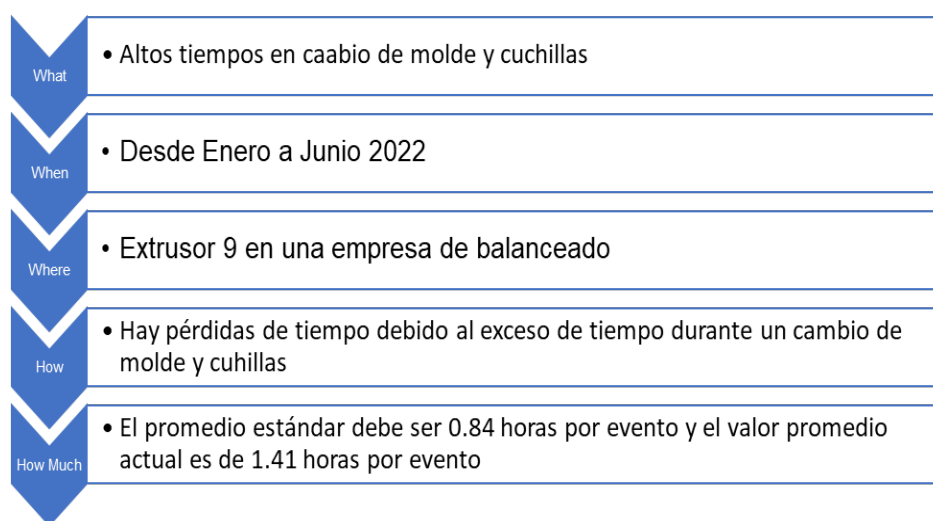 What
• Altos tiempos en caabio de molde y cuchillas
When
• Desde Enero a Junio 2022
Where
• Extrusor 9 en una empresa de balanceado
How
• Hay pérdidas de tiempo debido al exceso de tiempo durante un cambio de
molde y cuhillas
How Much
• El promedio estándar debe ser 0.84 horas por evento y el valor promedio
actual es de 1.41 horas por evento